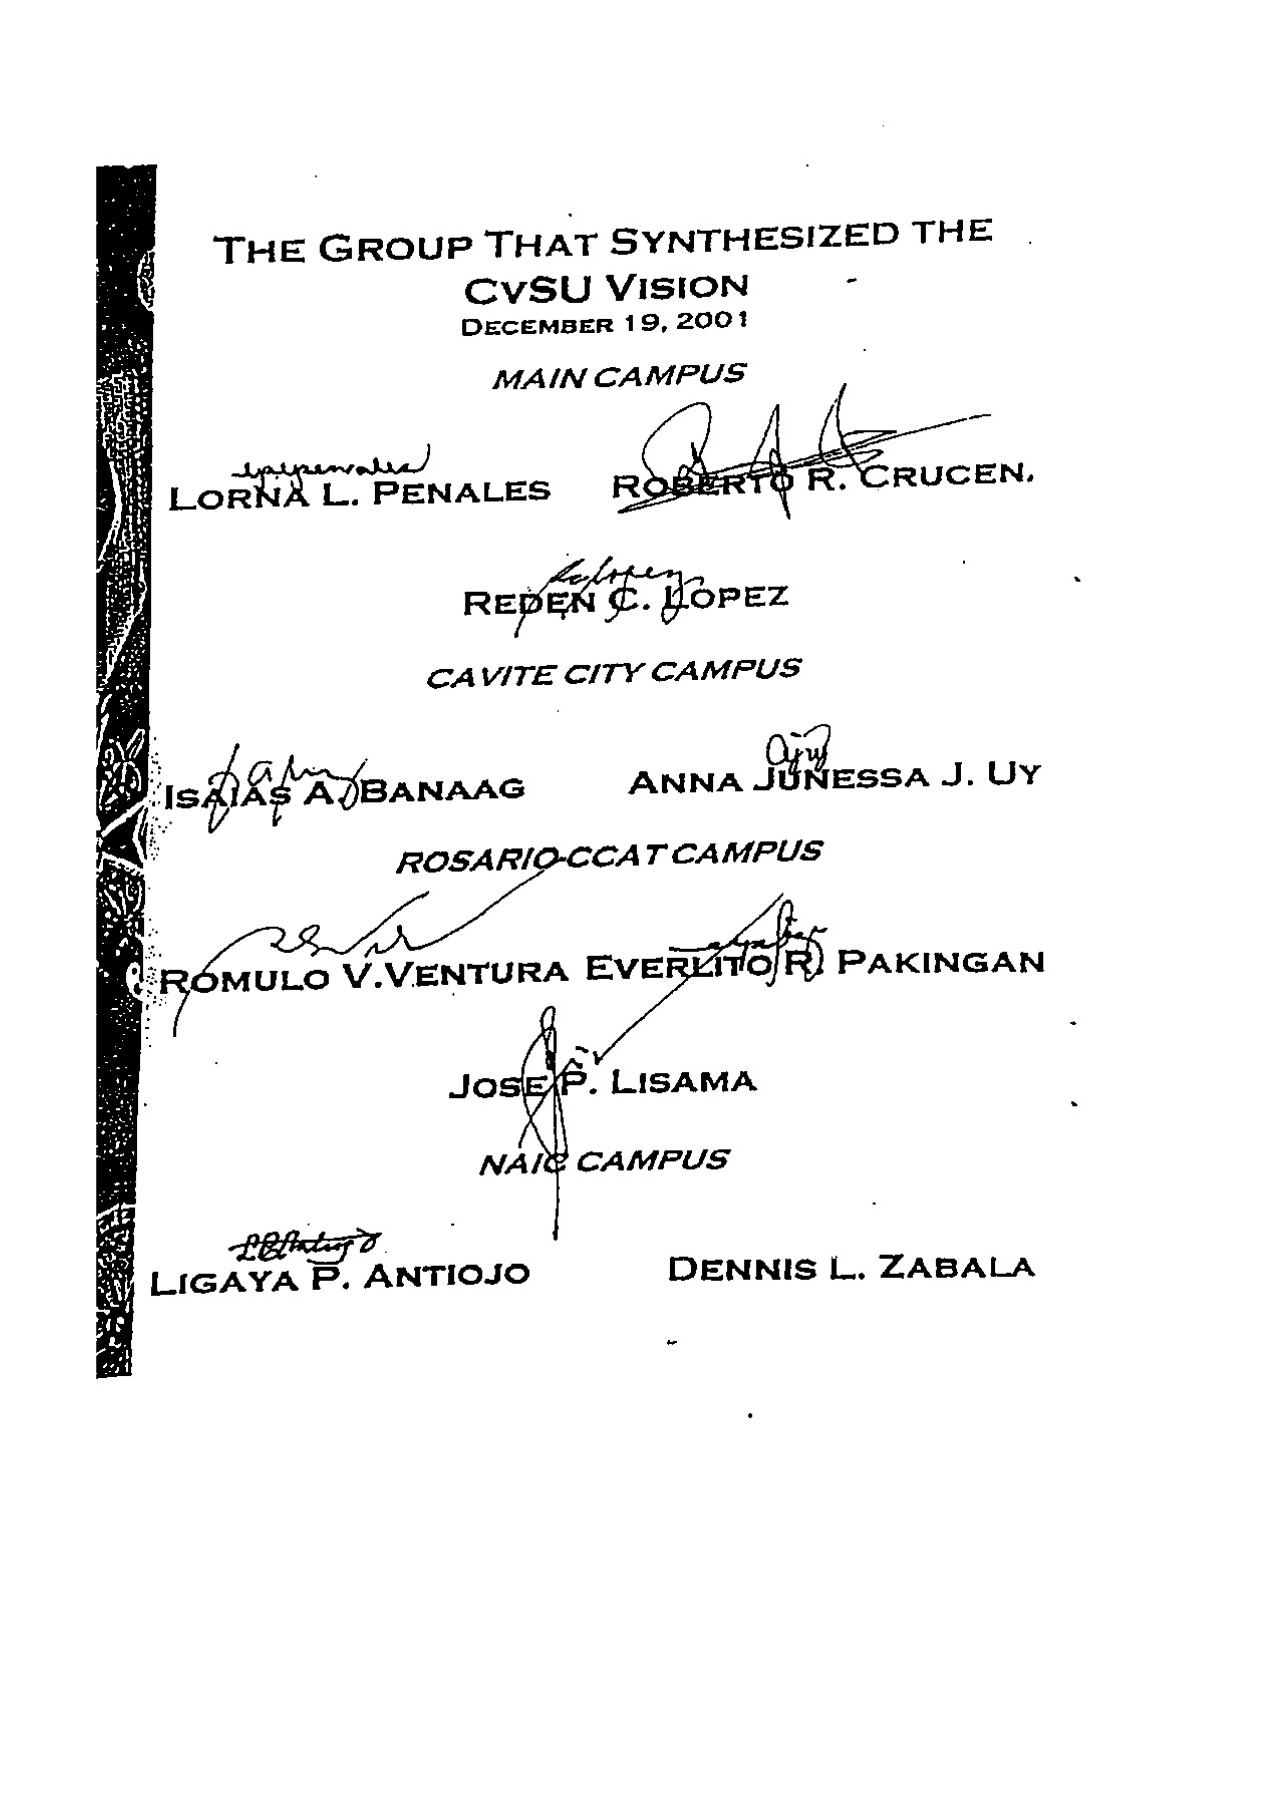 THE GROUP THAT SYNTHESIZED THE
CVSU VISION
DECEMBER 19, 2001
MAIN CAMPUS
LORNA L. PENALES ROBERTO R. CRUCEN.
REDEN C. LOPEZ
CAVITE CITY CAMPUS
ISAIAS A. BANAAG ANNA JUNESSA J. UY
ROSARIO-CCAT CAMPUS
ROMULO V.VENTURA EVERLITO R. PAKINGAN
JOSE P. LISAMA
NAIC CAMPUS
LIGAYA P. ANTIOJO DENNIS L. ZABALA